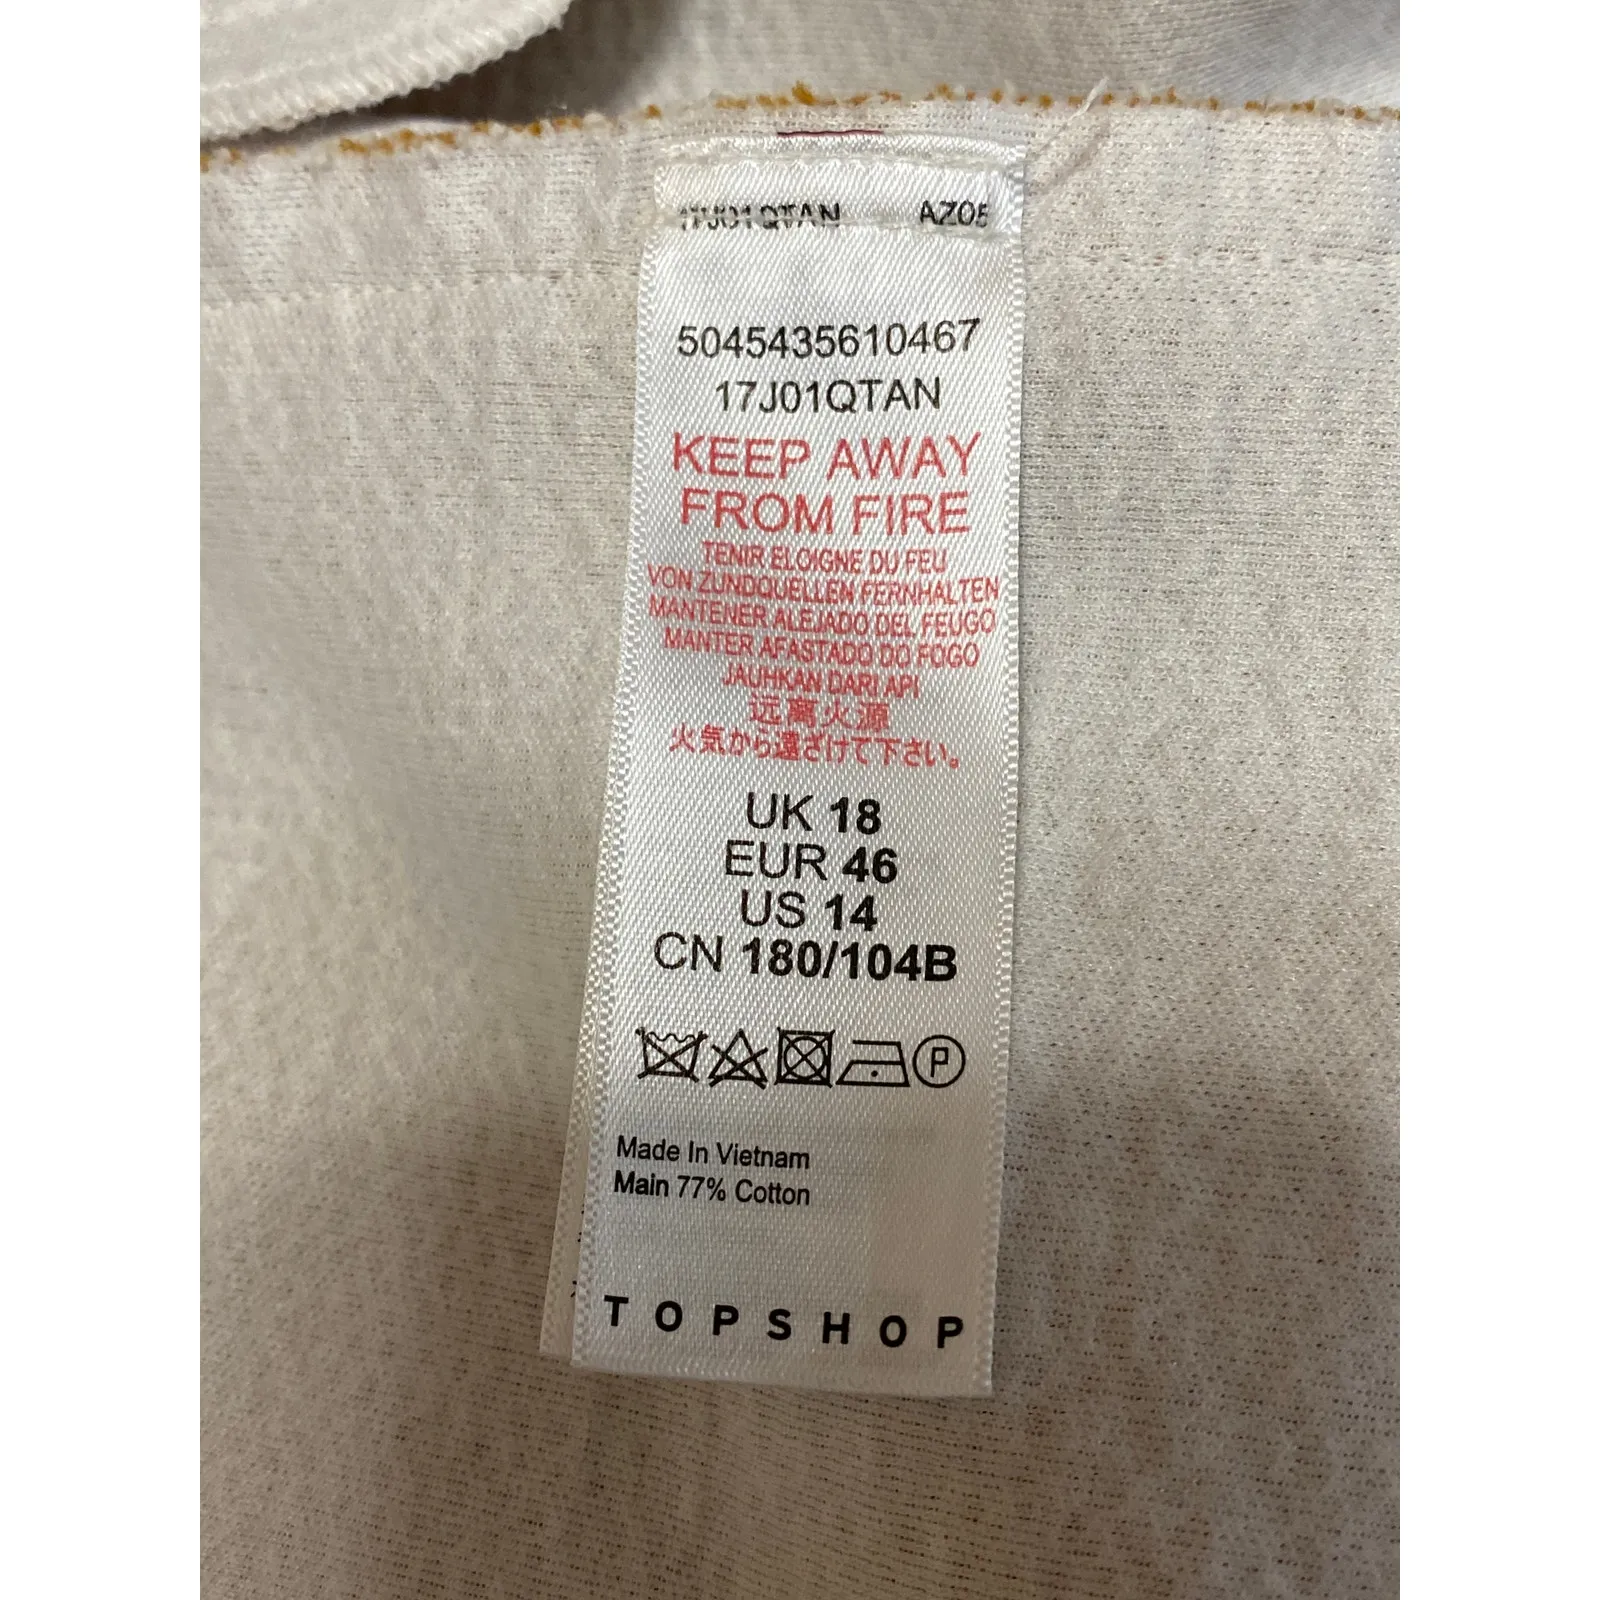 17J01QTAN AZ05
5045435610467
17J01QTAN
KEEP AWAY
FROM FIRE
TENIR ELOIGNE DU FEU
VON ZUNDQUELLEN FERNHALTEN
MANTENER ALEJADO DEL FEUGO
MANTER AFASTADO DO FOGO
JAUHKAN DARI API
远离火源
火気から遠ざけて下さい。
UK 18
EUR 46
US 14
CN 180/104B
P
Made In Vietnam
Main 77% Cotton
TOPSHOP